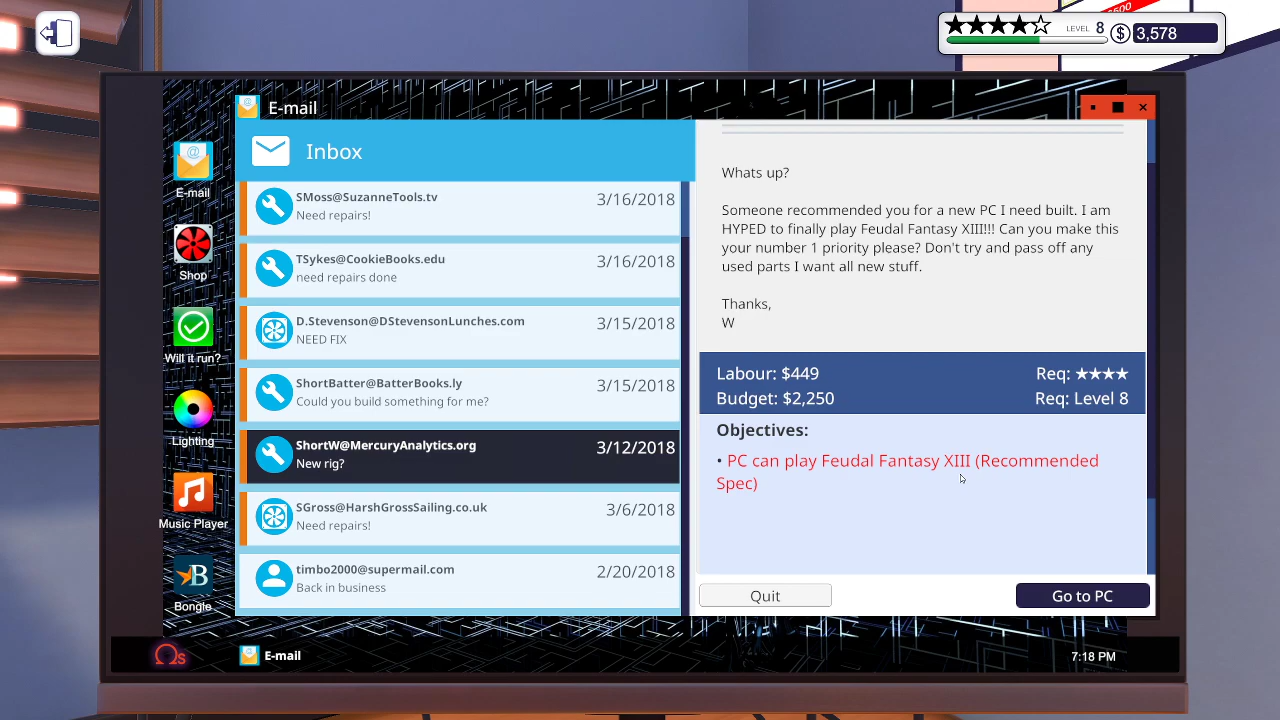 $600
LEVEL 8
$ 3,578
E-mail
Inbox
E-mail
Shop
Will it run?
Lighting
Music Player
B
Bongle
SMoss@SuzanneTools.tv 3/16/2018
Need repairs!
TSykes@CookieBooks.edu 3/16/2018
need repairs done
D.Stevenson@DStevensonLunches.com 3/15/2018
NEED FIX
ShortBatter@BatterBooks.ly 3/15/2018
Could you build something for me?
ShortW@MercuryAnalytics.org 3/12/2018
New rig?
SGross@HarshGrossSailing.co.uk 3/6/2018
Need repairs!
timbo2000@supermail.com 2/20/2018
Back in business
Whats up?
Someone recommended you for a new PC I need built. I am
HYPED to finally play Feudal Fantasy XIII!!! Can you make this
your number 1 priority please? Don't try and pass off any
used parts I want all new stuff.
Thanks,
W
Labour: $449 Req: ★★★★
Budget: $2,250 Req: Level 8
Objectives:
• PC can play Feudal Fantasy XIII (Recommended
Spec)
Quit Go to PC
Ωs E-mail 7:18 PM